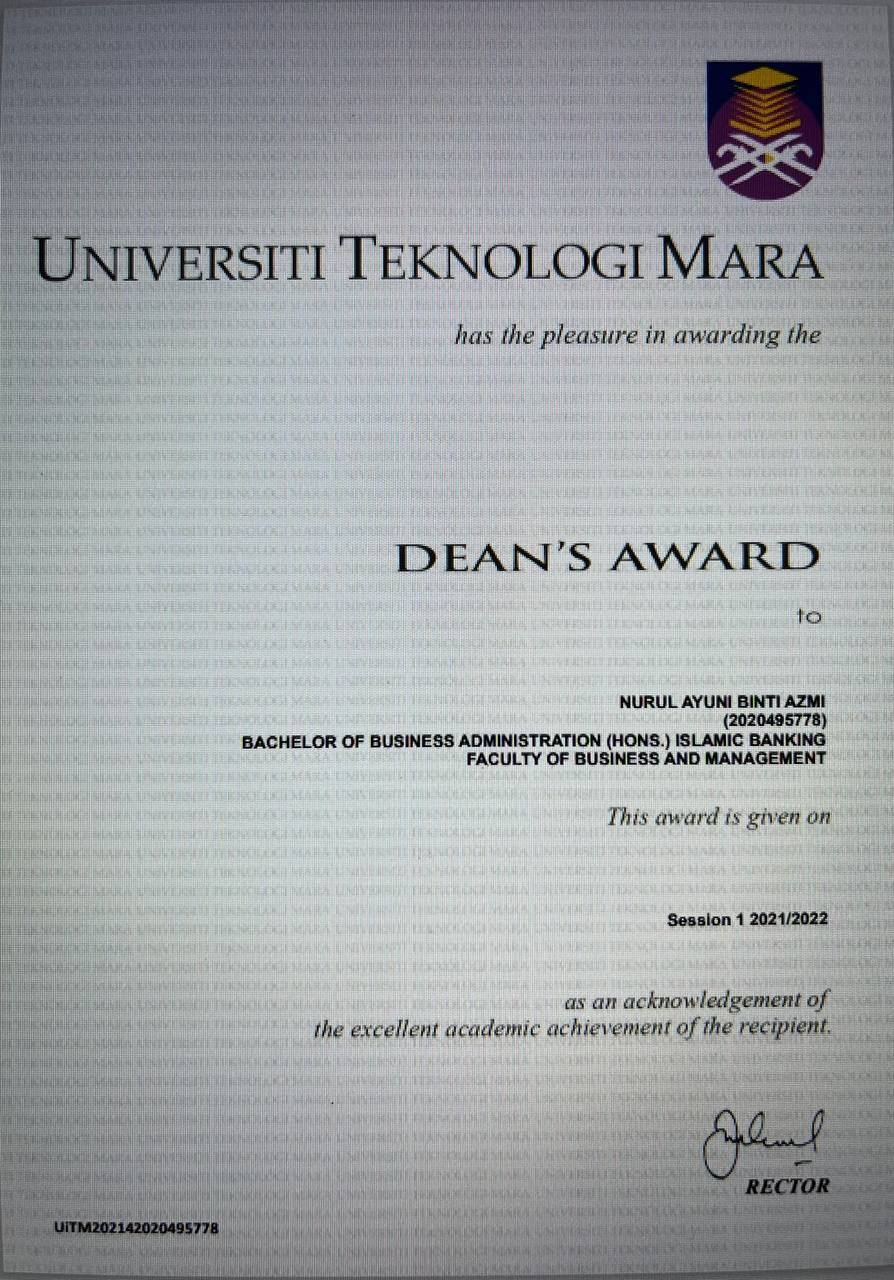 UNIVERSITI TEKNOLOGI MARA
has the pleasure in awarding the
DEAN'S AWARD
to
NURUL AYUNI BINTI AZMI
(2020495778)
BACHELOR OF BUSINESS ADMINISTRATION (HONS.) ISLAMIC BANKING
FACULTY OF BUSINESS AND MANAGEMENT
This award is given on
Session 1 2021/2022
as an acknowledgement of
the excellent academic achievement of the recipient.
RECTOR
UiTM202142020495778